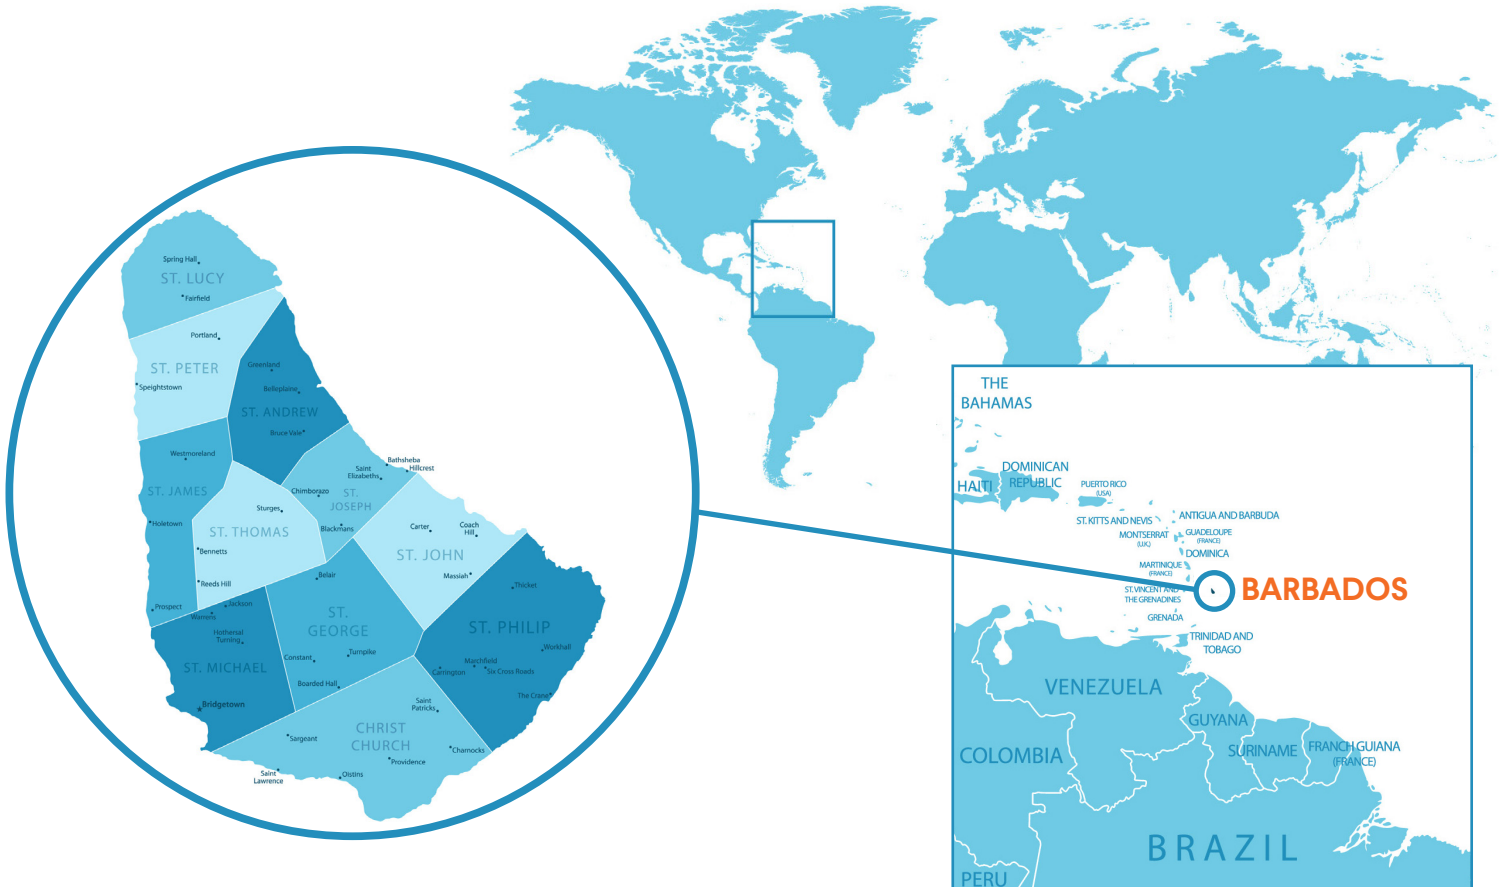 Spring Hall
ST. LUCY
Fairfield
Portland
ST. PETER
Speightstown
Greenland
Belleplaine
ST. ANDREW
Bruce Vale
Westmoreland
ST. JAMES
Holetown
Prospect
Bathsheba
Hillcrest
Saint
Elizabeths
Chimborazo
ST.
JOSEPH
Blackmans
Sturges
ST. THOMAS
Bennetts
Reeds Hill
Carter
Coach
Hill
ST. JOHN
Massiah
Belair
ST.
GEORGE
Constant
Turnpike
Boarded Hall
Jackson
Warrens
Hothersal
Turning
ST. MICHAEL
Bridgetown
Thicket
ST. PHILIP
Workhall
Marchfield
Carrington
Six Cross Roads
The Crane
Saint
Patricks
CHRIST
CHURCH
Sargeant
Charnocks
Providence
Saint
Lawrence
Oistins
THE
BAHAMAS
HAITI
DOMINICAN
REPUBLIC
PUERTO RICO
(USA)
ST. KITTS AND NEVIS
ANTIGUA AND BARBUDA
MONTSERRAT
(U.K.)
GUADELOUPE
(FRANCE)
DOMINICA
MARTINIQUE
(FRANCE)
ST. VINCENT AND
THE GRENADINES
BARBADOS
GRENADA
TRINIDAD AND
TOBAGO
VENEZUELA
GUYANA
COLOMBIA
SURINAME
FRANCH GUIANA
(FRANCE)
BRAZIL
PERU